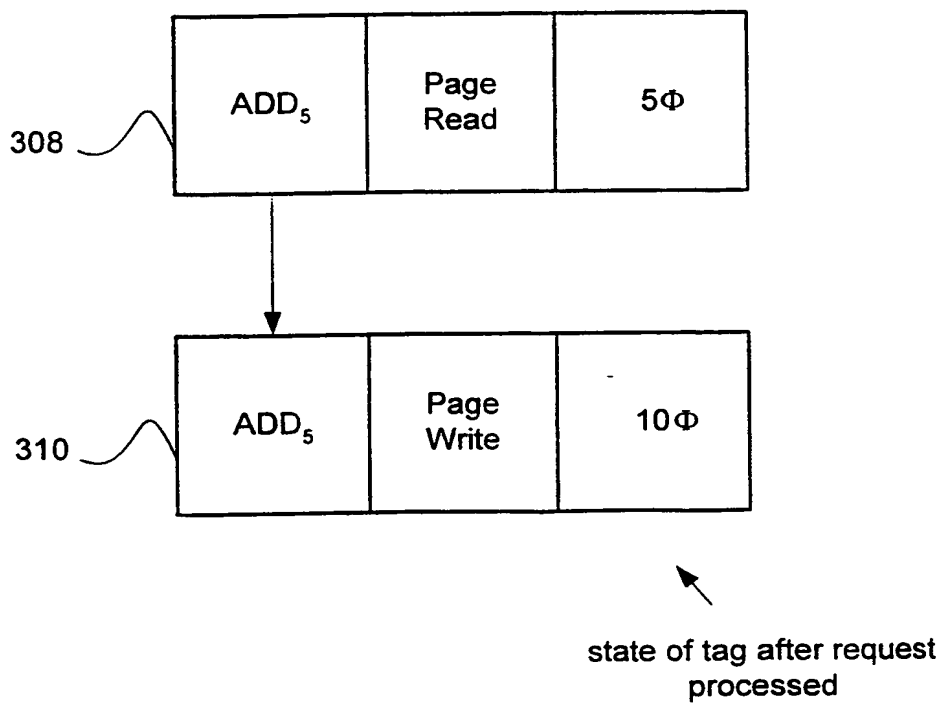 ADD₅
Page
Read
5Φ
308
ADD₅
Page
Write
10Φ
310
state of tag after request
processed